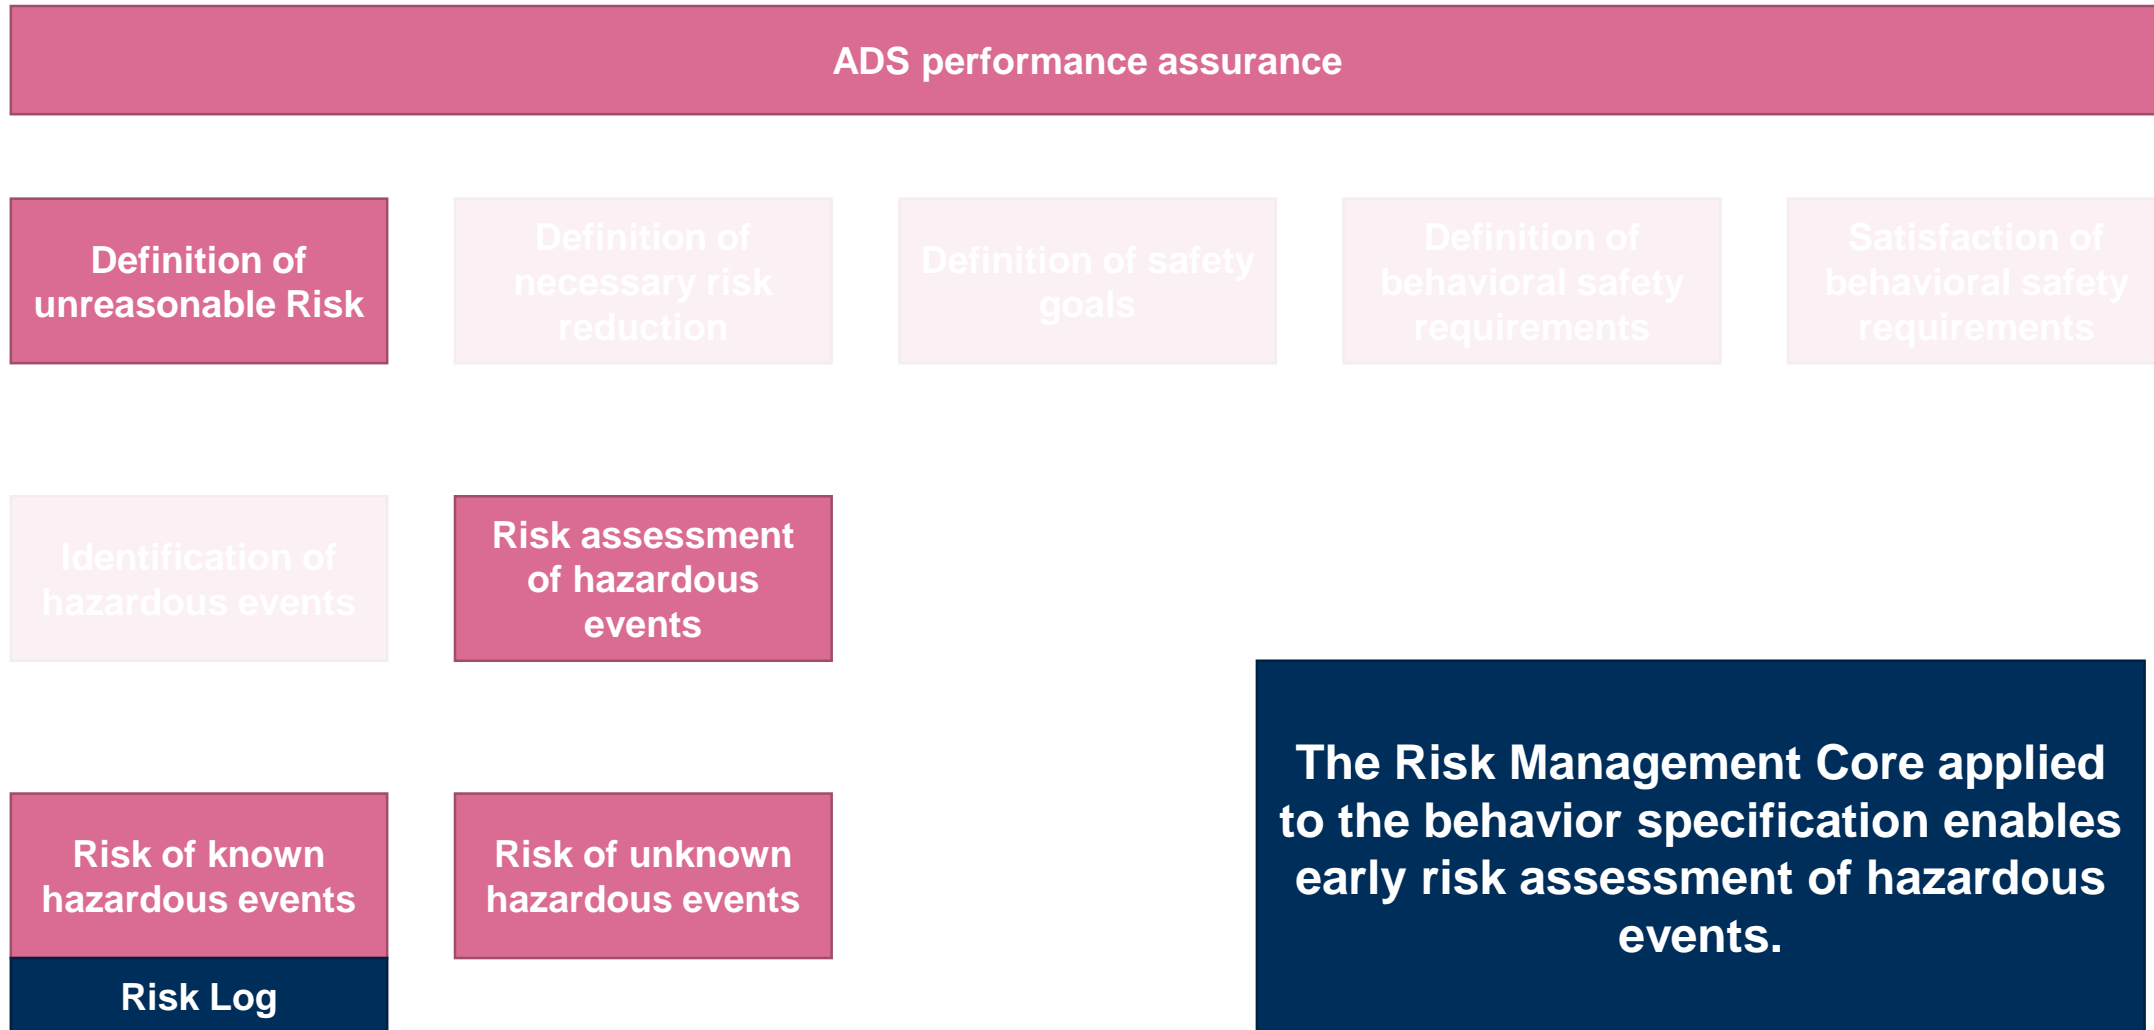 ADS performance assurance
Definition of
unreasonable Risk
Definition of
necessary risk
reduction
Definition of safety
goals
Definition of
behavioral safety
requirements
Satisfaction of
behavioral safety
requirements
Identification of
hazardous events
Risk assessment
of hazardous
events
Risk of known
hazardous events
Risk Log
Risk of unknown
hazardous events
The Risk Management Core applied
to the behavior specification enables
early risk assessment of hazardous
events.